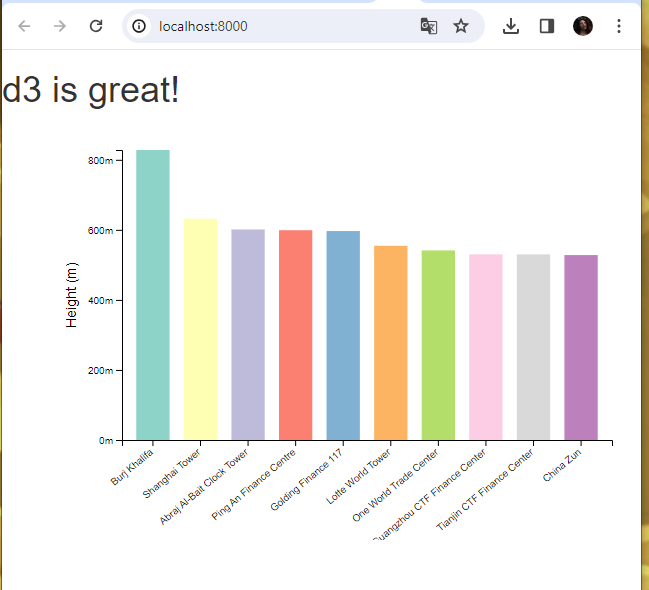 localhost:8000
d3 is great!
800m
600m
400m
200m
0m
Height (m)
Burj Khalifa
Shanghai Tower
Abraj Al-Bait Clock Tower
Ping An Finance Centre
Golding Finance 117
Lotte World Tower
One World Trade Center
CTF Finance Center
Tianjin CTF Finance Center
China Zun